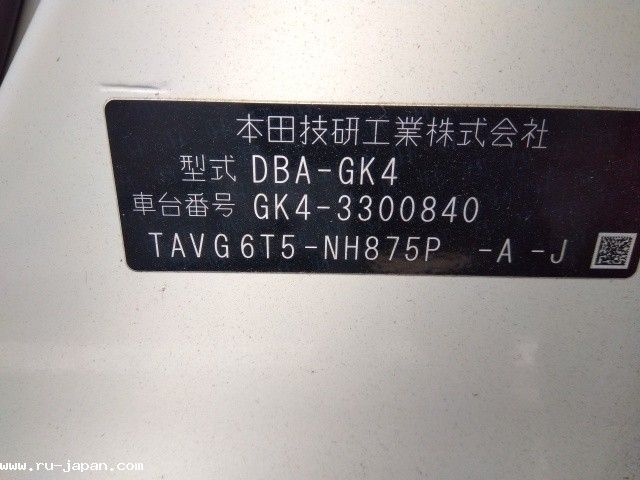 本田技研工業株式会社
型式 DBA-GK4
車台番号 GK4-3300840
TAVG6T5-NH875P -A -J
www.ru-japan.com